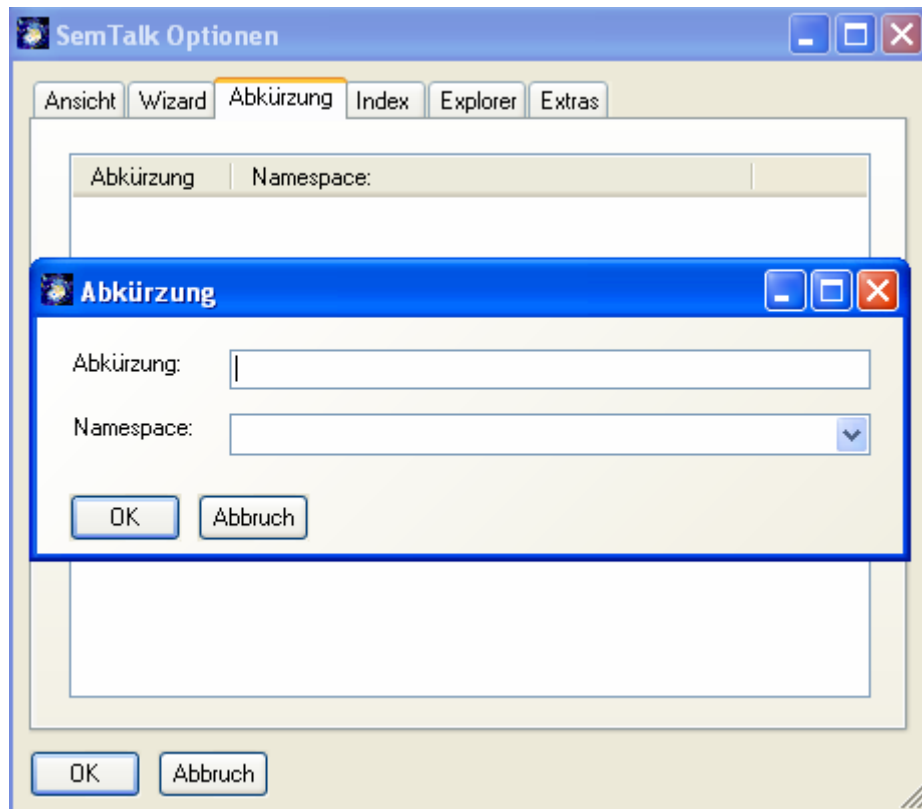 SemTalk Optionen
Ansicht Wizard Abkürzung Index Explorer Extras
Abkürzung Namespace:
Abkürzung
Abkürzung:
Namespace:
OK Abbruch
OK Abbruch